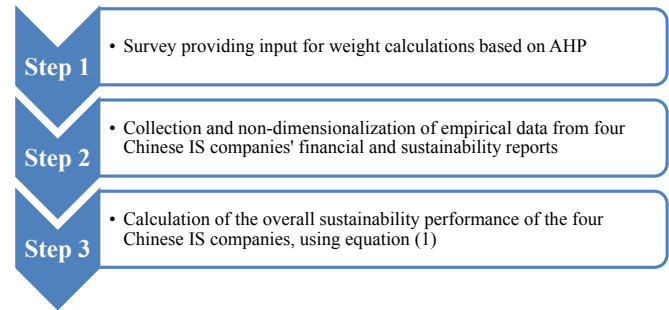 Step 1
• Survey providing input for weight calculations based on AHP
Step 2
• Collection and non-dimensionalization of empirical data from four
Chinese IS companies' financial and sustainability reports
Step 3
• Calculation of the overall sustainability performance of the four
Chinese IS companies, using equation (1)